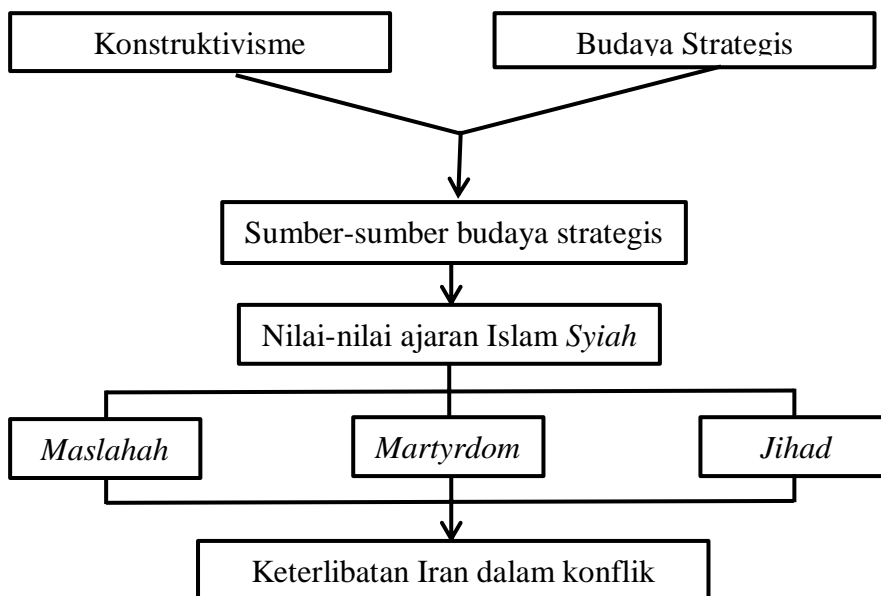 Konstruktivisme
Budaya Strategis
Sumber-sumber budaya strategis
Nilai-nilai ajaran Islam Syiah
Maslahah
Martyrdom
Jihad
Keterlibatan Iran dalam konflik